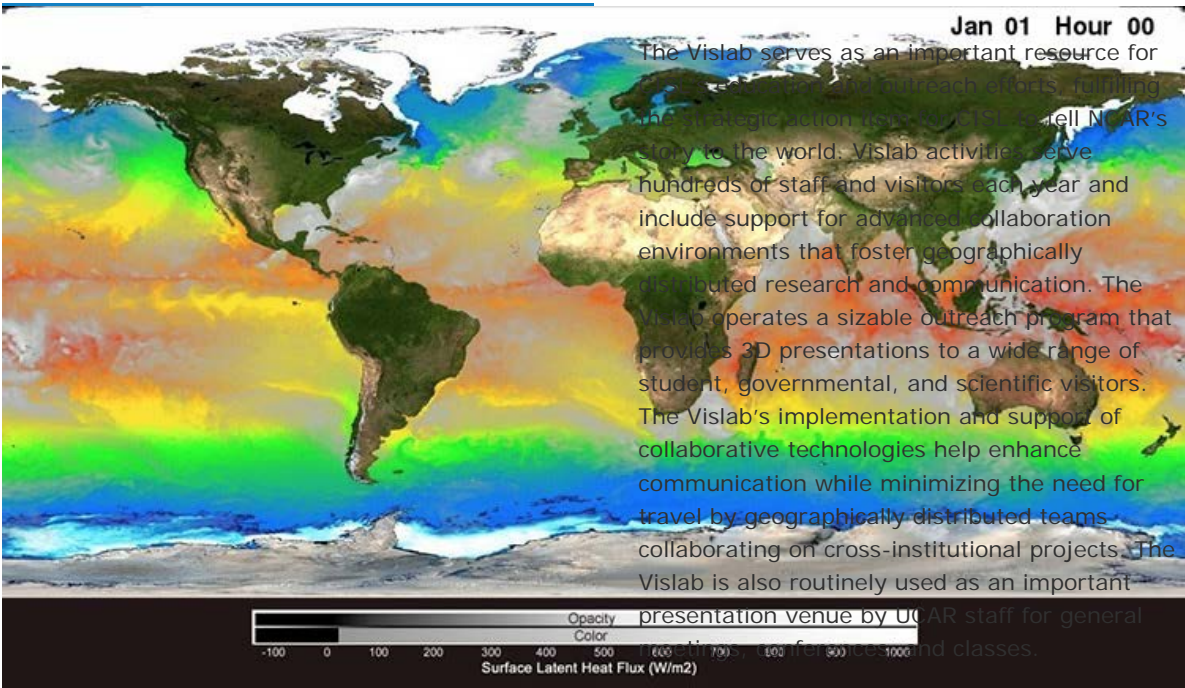 Jan 01 Hour 00
The Vislab serves as an important resource for
and outreach efforts, fulfilling
the strategic action CISL to tell NCAR's
story to the world. Vislab activities serve
hundreds of staff and visitors each year and
include support for advanced collaboration
environments that foster geographically
distributed research and communication. The
Vislab operates a sizable outreach program that
provides 3D presentations to a wide range of
student, governmental, and scientific visitors.
The Vislab's implementation and support of
collaborative technologies help enhance
communication while minimizing the need for
travel by geographically distributed teams
collaborating on cross-institutional projects. The
Vislab is also routinely used as an important
presentation venue by UCAR staff for general
meetings, conferences, and classes.
Opacity
Color
-100 0 100 200 300 400 500 600 700 800 900 1000
Surface Latent Heat Flux (W/m2)